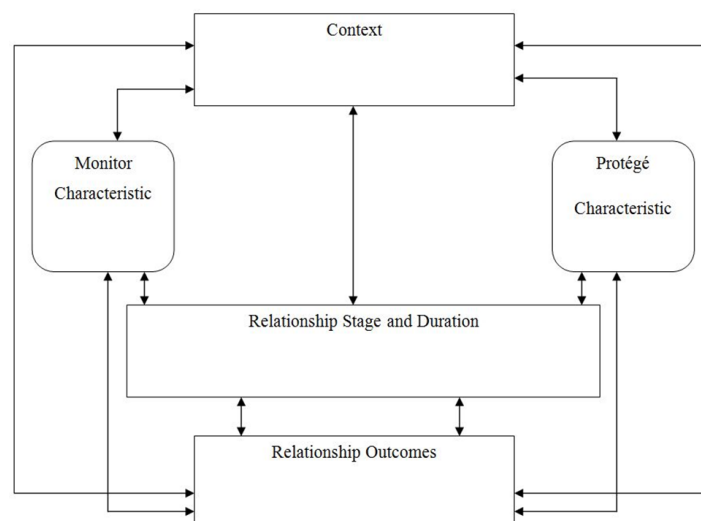 Context
Monitor
Characteristic
Protégé
Characteristic
Relationship Stage and Duration
Relationship Outcomes